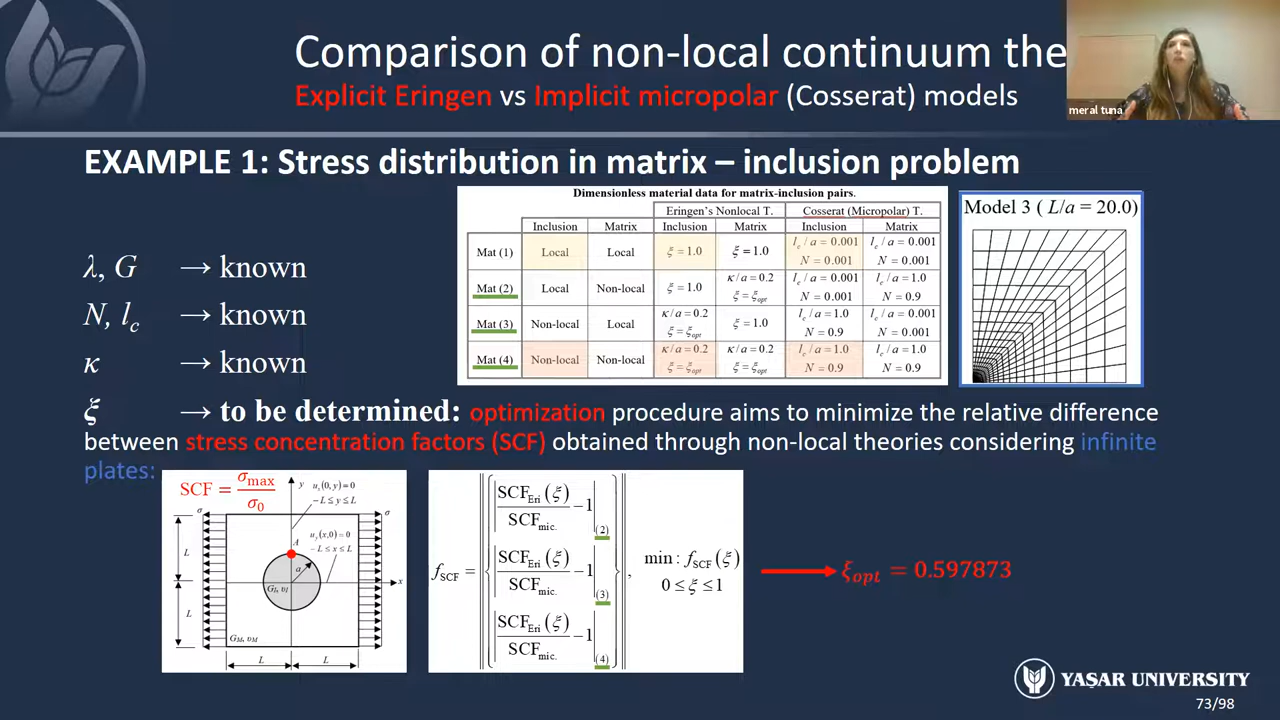 Comparison of non-local continuum the
Explicit Eringen vs Implicit micropolar (Cosserat) models
meral tuna
EXAMPLE 1: Stress distribution in matrix – inclusion problem
Dimensionless material data for matrix-inclusion pairs.
Eringen's Nonlocal T. Cosserat (Micropolar) T.
Inclusion Matrix Inclusion Matrix Inclusion Matrix
Mat (1) Local Local ξ = 1.0 ξ = 1.0 l_c / a = 0.001 N = 0.001 l_c / a = 0.001 N = 0.001
Mat (2) Local Non-local ξ = 1.0 κ / a = 0.2 ξ = ξ_opt l_c / a = 0.001 N = 0.001 l_c / a = 1.0 N = 0.9
Mat (3) Non-local Local κ / a = 0.2 ξ = ξ_opt ξ = 1.0 l_c / a = 1.0 N = 0.9 l_c / a = 0.001 N = 0.001
Mat (4) Non-local Non-local κ / a = 0.2 ξ = ξ_opt κ / a = 0.2 ξ = ξ_opt l_c / a = 1.0 N = 0.9 l_c / a = 1.0 N = 0.9
Model 3 ( L/a = 20.0)
λ, G → known
N, l_c → known
κ → known
ξ → to be determined: optimization procedure aims to minimize the relative difference
between stress concentration factors (SCF) obtained through non-local theories considering infinite
plates:
SCF = σ_max / σ_0
y
u_x(0, y) = 0
−L ≤ y ≤ L
σ σ
A
u_y(x,0) = 0
−L ≤ x ≤ L
L
a
x
G_I, υ_I
L
G_M, υ_M
L L
f_SCF = ‖ { |SCF_Eri (ξ) / SCF_mic. − 1|_(2)
|SCF_Eri (ξ) / SCF_mic. − 1|_(3)
|SCF_Eri (ξ) / SCF_mic. − 1|_(4) } ‖ ,
min : f_SCF (ξ)
0 ≤ ξ ≤ 1
ξ_opt = 0.597873
YAŞAR UNIVERSITY
73/98